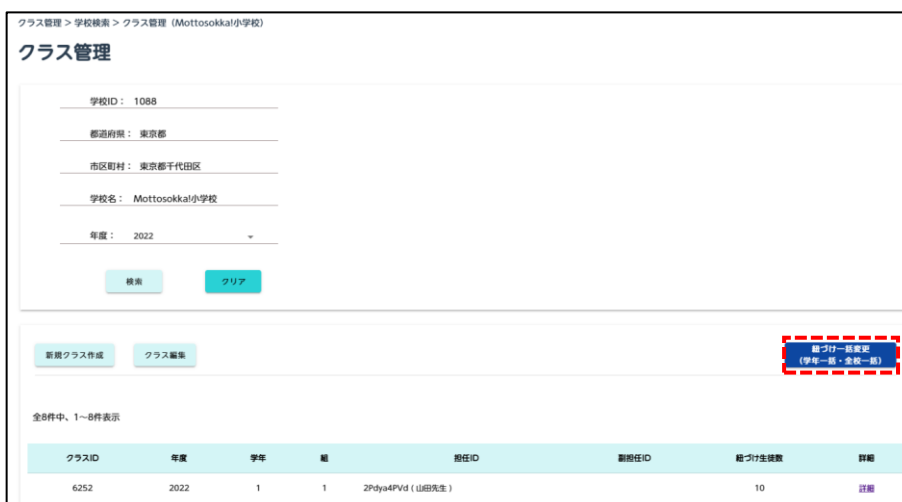 クラス管理 > 学校検索 > クラス管理（Mottosokka!小学校）
クラス管理
学校ID： 1088
都道府県： 東京都
市区町村： 東京都千代田区
学校名： Mottosokka!小学校
年度： 2022
検索 クリア
新規クラス作成 クラス編集
紐づけ一括変更
（学年一括・全校一括）
全8件中、1～8件表示
クラスID 年度 学年 組 担任ID 副担任ID 紐づけ生徒数 詳細
6252 2022 1 1 2Pdya4PVd（山田先生） 10 詳細